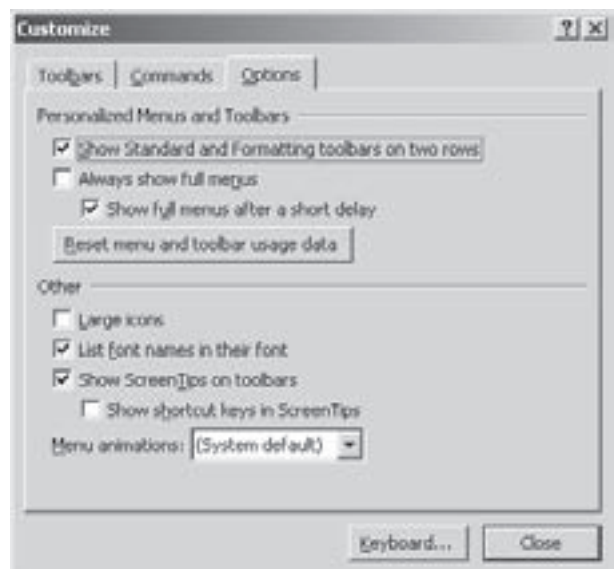 Customize
Toolbars Commands Options
Personalized Menus and Toolbars
Show Standard and Formatting toolbars on two rows
Always show full menus
Show full menus after a short delay
Reset menu and toolbar usage data
Other
Large icons
List font names in their font
Show ScreenTips on toolbars
Show shortcut keys in ScreenTips
Menu animations: (System default)
Keyboard... Close